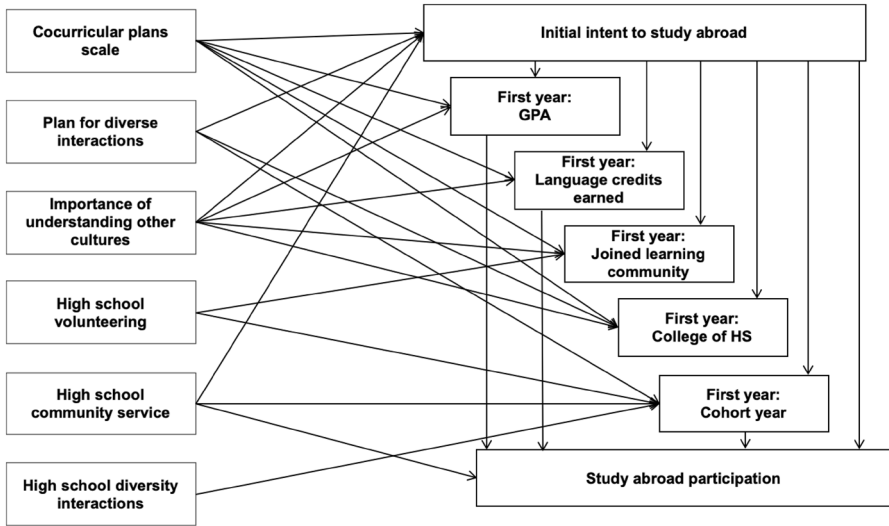 Cocurricular plans
scale
Initial intent to study abroad
First year:
GPA
Plan for diverse
interactions
First year:
Language credits
earned
Importance of
understanding other
cultures
First year:
Joined learning
community
High school
volunteering
First year:
College of HS
High school
community service
First year:
Cohort year
High school diversity
interactions
Study abroad participation